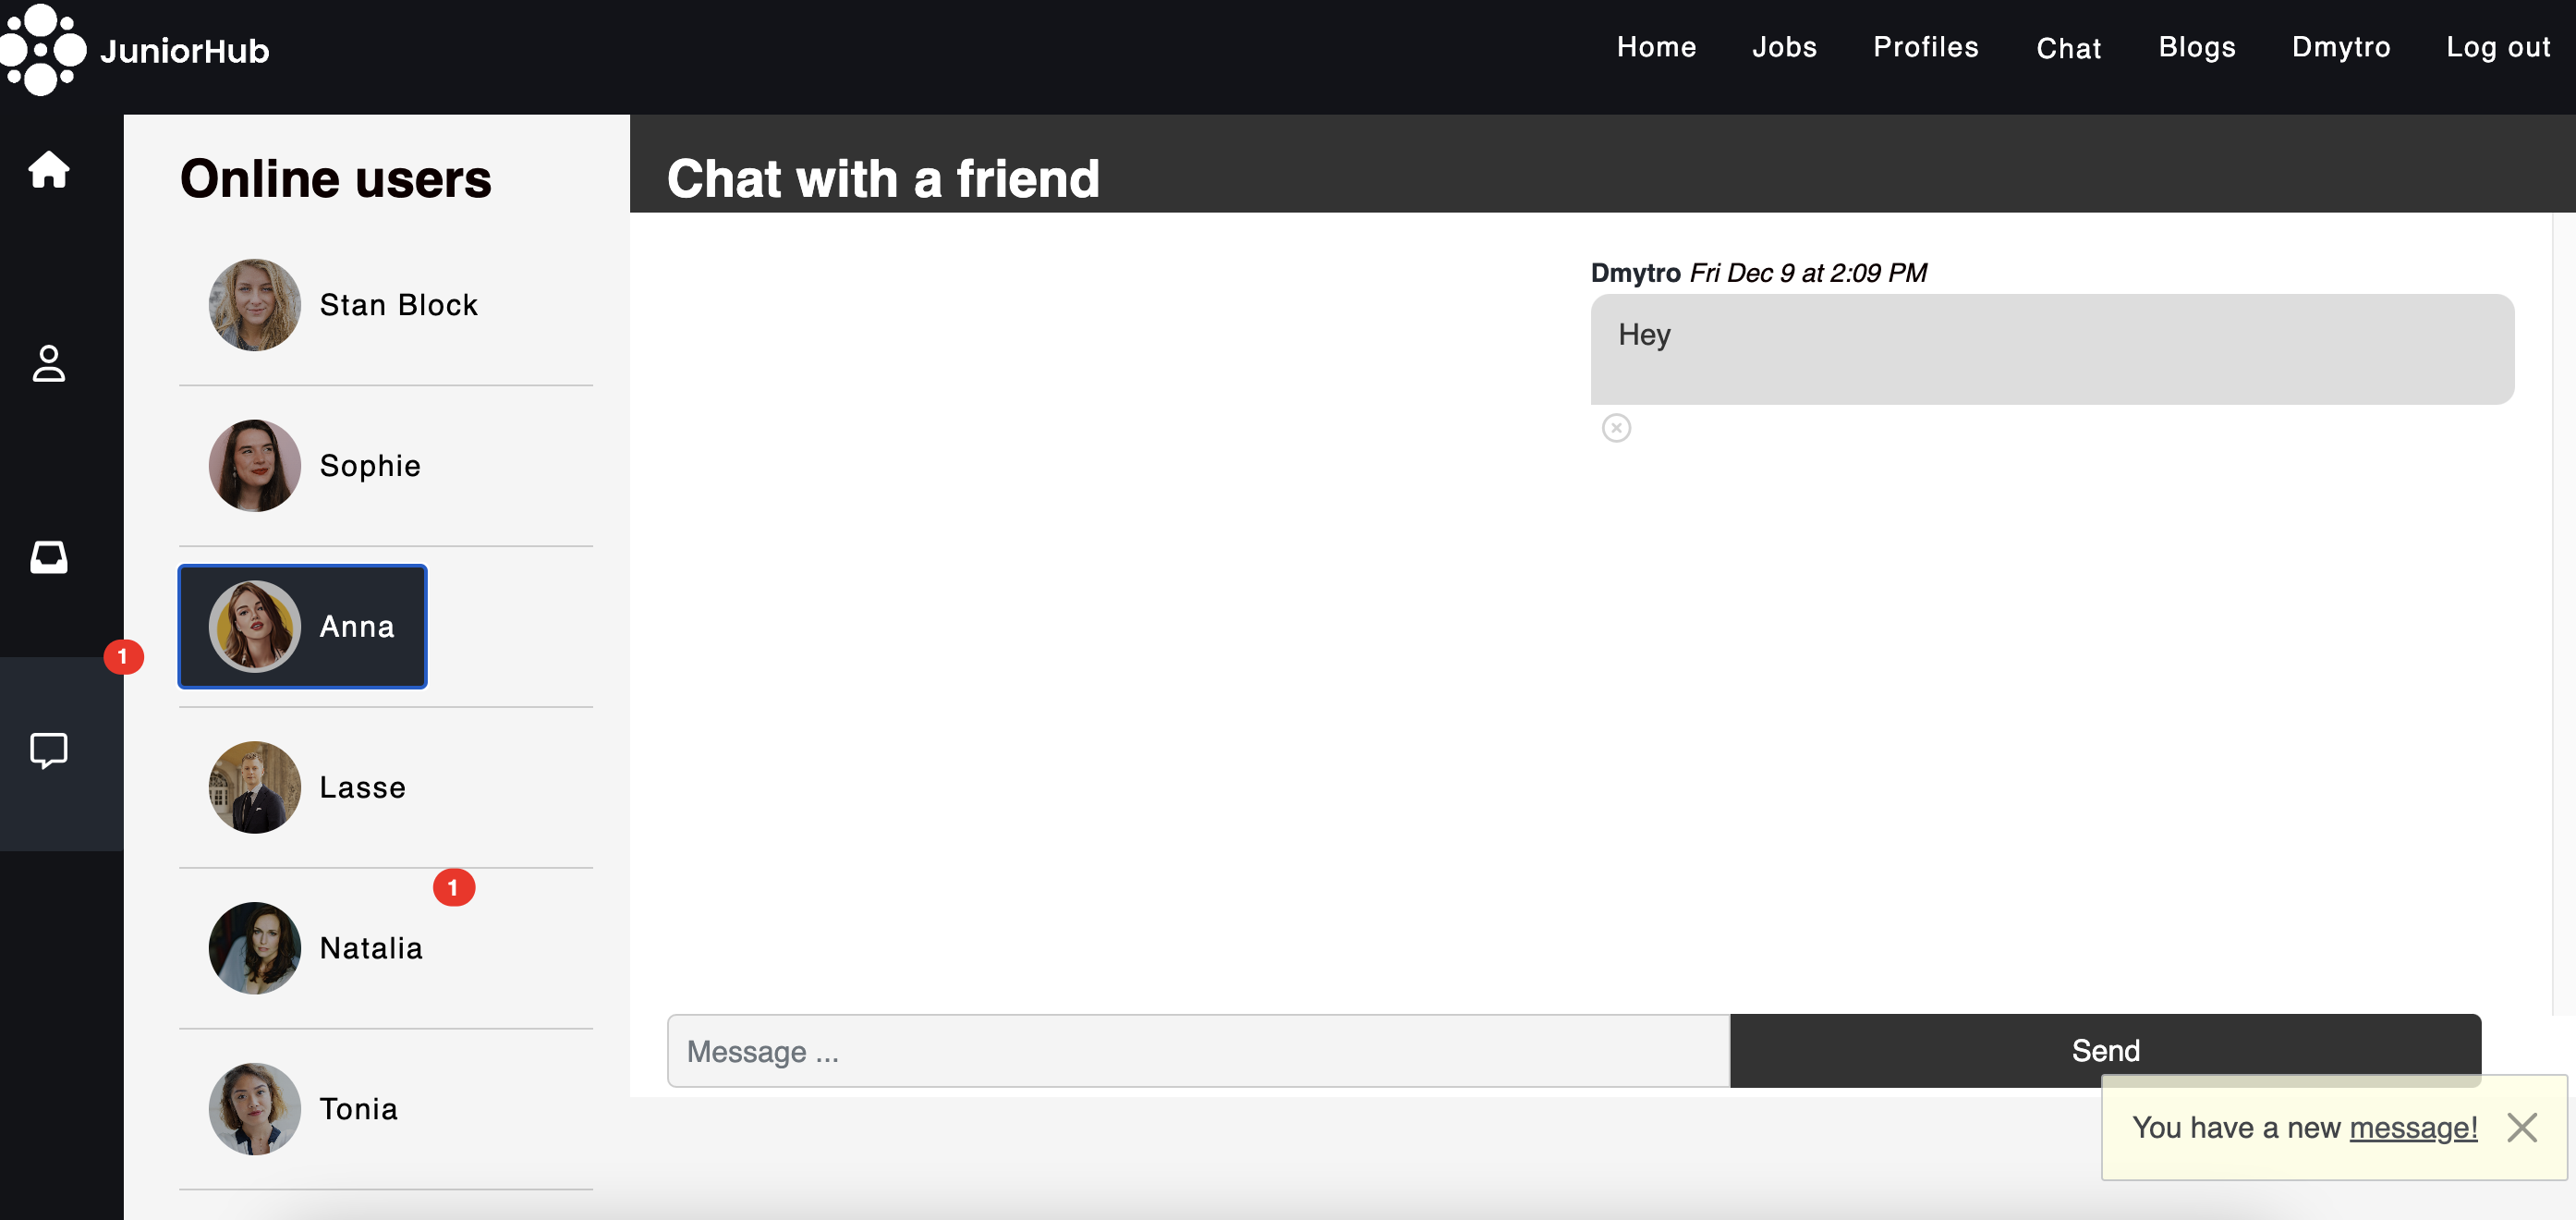 JuniorHub
Home Jobs Profiles Chat Blogs Dmytro Log out
Online users
Stan Block
Sophie
Anna
1
Lasse
1
Natalia
Tonia
Chat with a friend
Dmytro Fri Dec 9 at 2:09 PM
Hey
Message ...
Send
You have a new message!